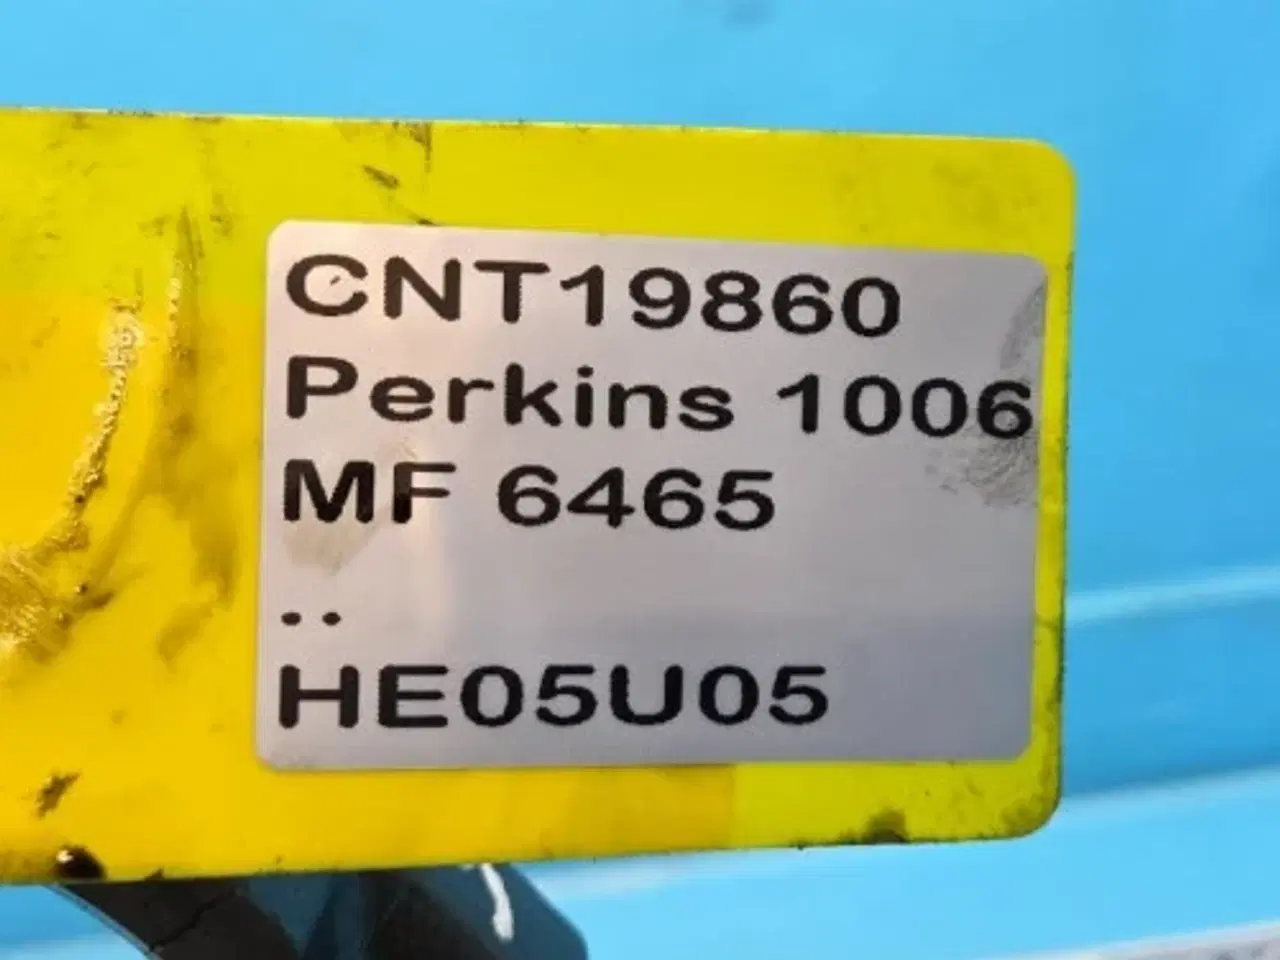 CNT19860
Perkins 1006
MF 6465
..
HE05U05